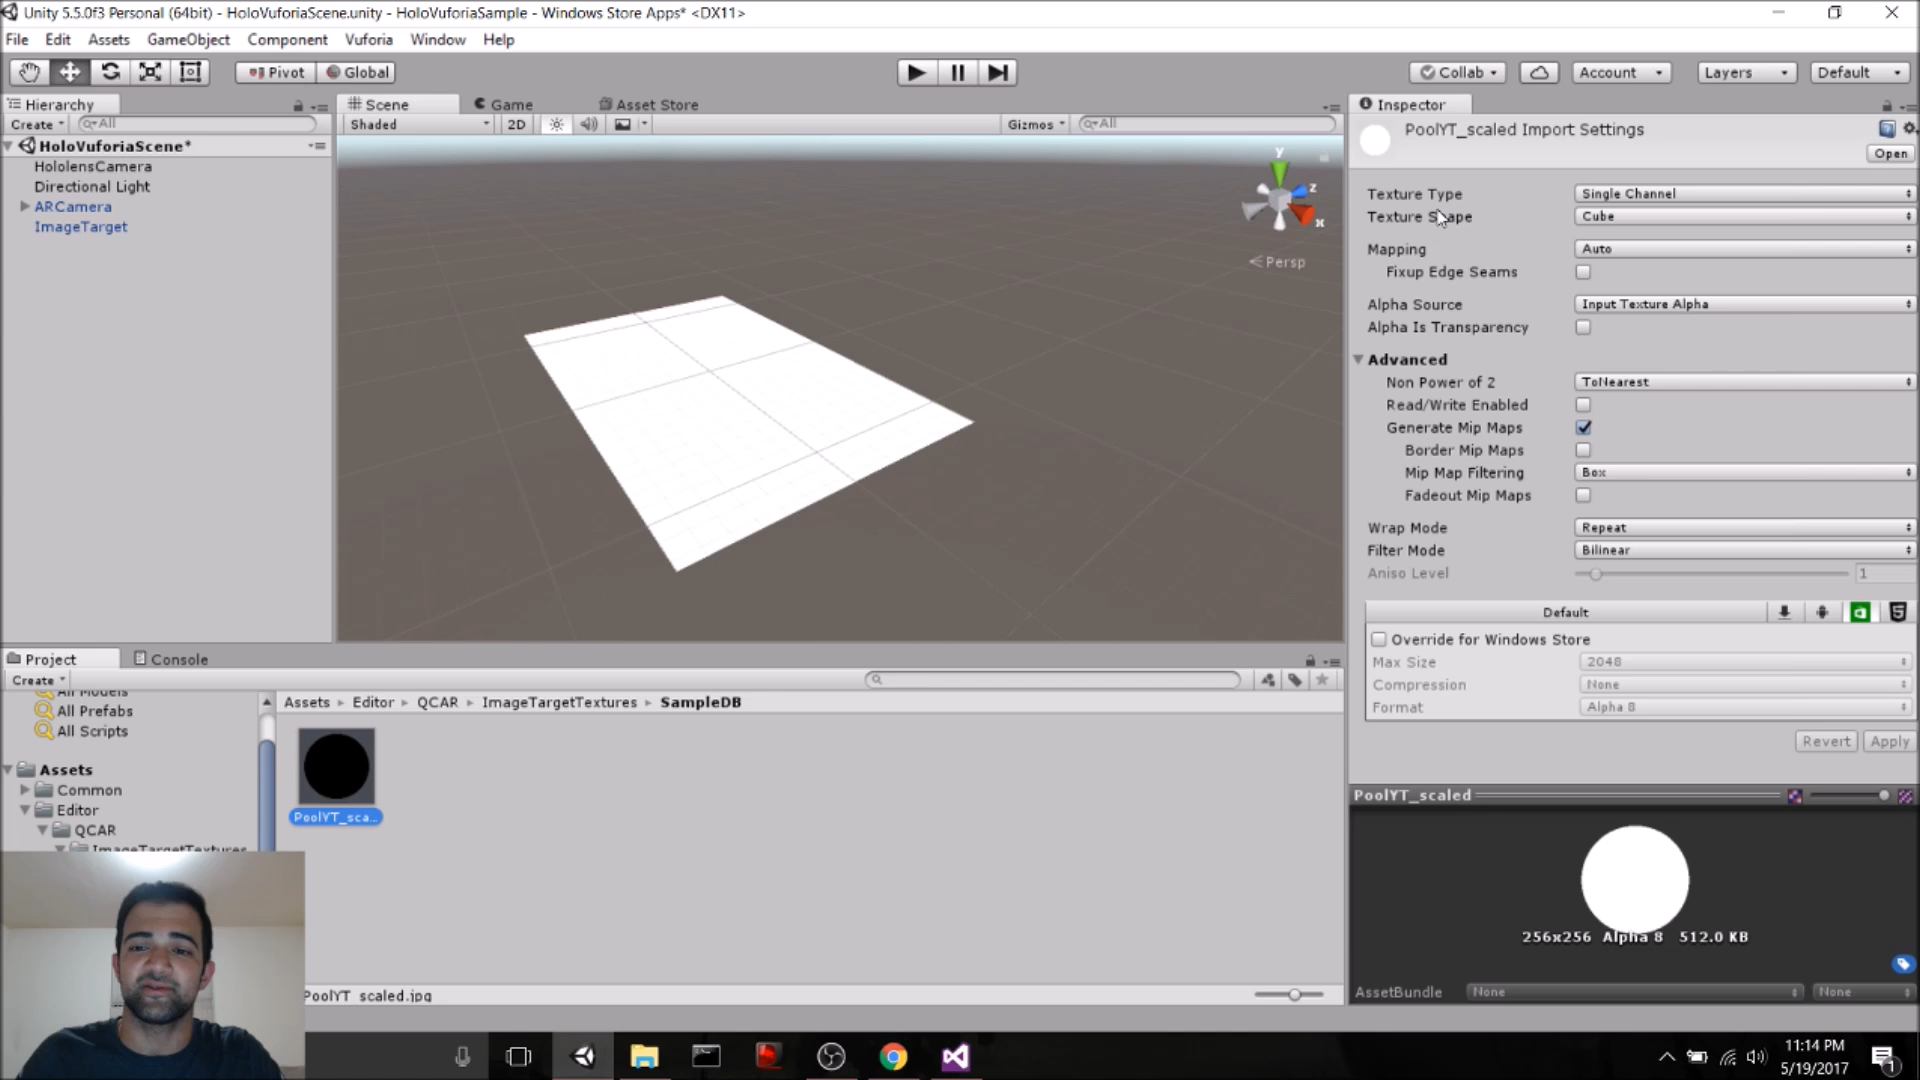 Unity 5.5.0f3 Personal (64bit) - HoloVuforiaScene.unity - HoloVuforiaSample - Windows Store Apps* <DX11>
File Edit Assets GameObject Component Vuforia Window Help
Pivot Global Collab Account Layers Default
Hierarchy
Create All
HoloVuforiaScene*
HololensCamera
Directional Light
ARCamera
ImageTarget
Scene Game Asset Store
Shaded 2D Gizmos All
y
z
x
Persp
Inspector
PoolYT_scaled Import Settings
Open
Texture Type Single Channel
Texture Shape Cube
Mapping Auto
Fixup Edge Seams
Alpha Source Input Texture Alpha
Alpha Is Transparency
Advanced
Non Power of 2 ToNearest
Read/Write Enabled
Generate Mip Maps
Border Mip Maps
Mip Map Filtering Box
Fadeout Mip Maps
Wrap Mode Repeat
Filter Mode Bilinear
Aniso Level 1
Default
Override for Windows Store
Max Size 2048
Compression None
Format Alpha 8
Revert Apply
PoolYT_scaled
256x256 Alpha 8 512.0 KB
AssetBundle None None
Project Console
Create
All Models
All Prefabs
All Scripts
Assets
Common
Editor
QCAR
ImageTargetTextures
Assets Editor QCAR ImageTargetTextures SampleDB
PoolYT_sca...
PoolYT_scaled.jpg
11:14 PM
5/19/2017
1